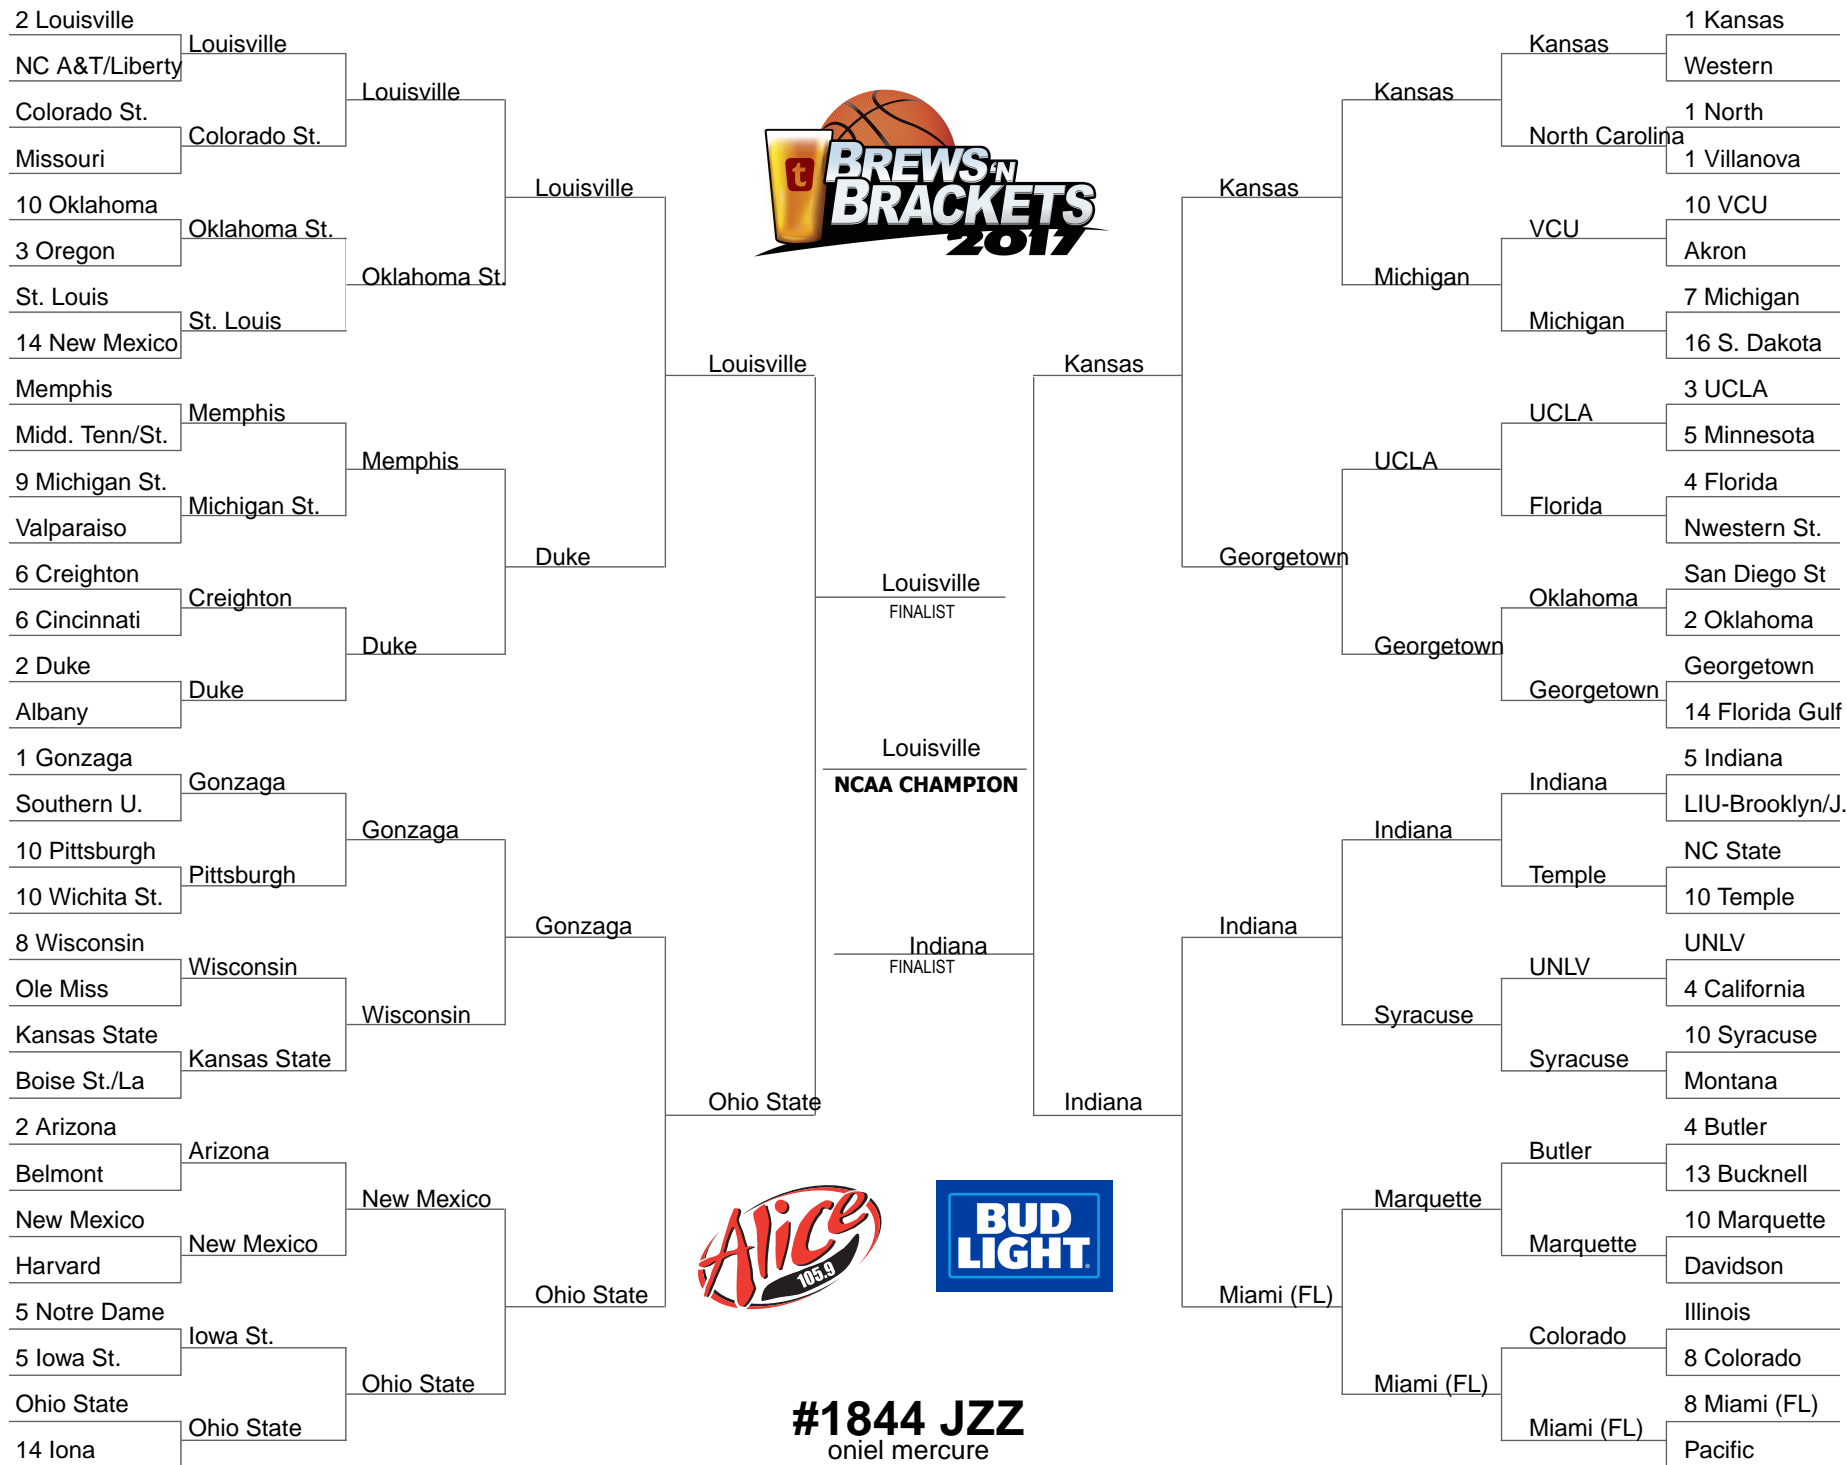 2 Louisville
NC A&T/Liberty
Colorado St.
Missouri
10 Oklahoma
3 Oregon
St. Louis
14 New Mexico
Memphis
Midd. Tenn/St.
9 Michigan St.
Valparaiso
6 Creighton
6 Cincinnati
2 Duke
Albany
1 Gonzaga
Southern U.
10 Pittsburgh
10 Wichita St.
8 Wisconsin
Ole Miss
Kansas State
Boise St./La
2 Arizona
Belmont
New Mexico
Harvard
5 Notre Dame
5 Iowa St.
Ohio State
14 Iona
Louisville
Colorado St.
Oklahoma St.
St. Louis
Memphis
Michigan St.
Creighton
Duke
Gonzaga
Pittsburgh
Wisconsin
Kansas State
Arizona
New Mexico
Iowa St.
Ohio State
Louisville
Oklahoma St.
Memphis
Duke
Gonzaga
Wisconsin
New Mexico
Ohio State
Louisville
Duke
Gonzaga
Ohio State
Louisville
Ohio State
t
BREWS 'N
BRACKETS
2017
Louisville
FINALIST
Louisville
NCAA CHAMPION
Indiana
FINALIST
Alice
105.9
BUD
LIGHT
#1844 JZZ
oniel mercure
Kansas
Indiana
Kansas
Georgetown
Indiana
Miami (FL)
Kansas
Michigan
UCLA
Georgetown
Indiana
Syracuse
Marquette
Miami (FL)
Kansas
North Carolina
VCU
Michigan
UCLA
Florida
Oklahoma
Georgetown
Indiana
Temple
UNLV
Syracuse
Butler
Marquette
Colorado
Miami (FL)
1 Kansas
Western
1 North
1 Villanova
10 VCU
Akron
7 Michigan
16 S. Dakota
3 UCLA
5 Minnesota
4 Florida
Nwestern St.
San Diego St
2 Oklahoma
Georgetown
14 Florida Gulf
5 Indiana
LIU-Brooklyn/J.
NC State
10 Temple
UNLV
4 California
10 Syracuse
Montana
4 Butler
13 Bucknell
10 Marquette
Davidson
Illinois
8 Colorado
8 Miami (FL)
Pacific